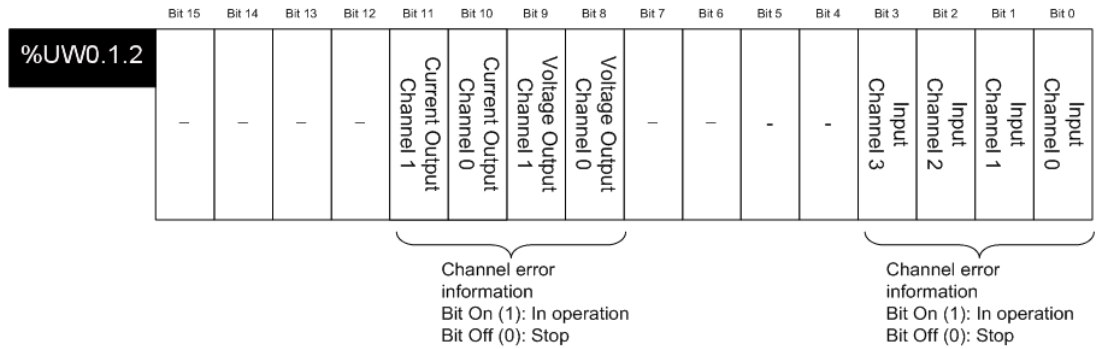 Bit 15 Bit 14 Bit 13 Bit 12 Bit 11 Bit 10 Bit 9 Bit 8 Bit 7 Bit 6 Bit 5 Bit 4 Bit 3 Bit 2 Bit 1 Bit 0
%UW0.1.2
–
–
–
–
Current Output
Channel 1
Current Output
Channel 0
Voltage Output
Channel 1
Voltage Output
Channel 0
–
–
-
-
Input
Channel 3
Input
Channel 2
Input
Channel 1
Input
Channel 0
Channel error
information
Bit On (1): In operation
Bit Off (0): Stop
Channel error
information
Bit On (1): In operation
Bit Off (0): Stop